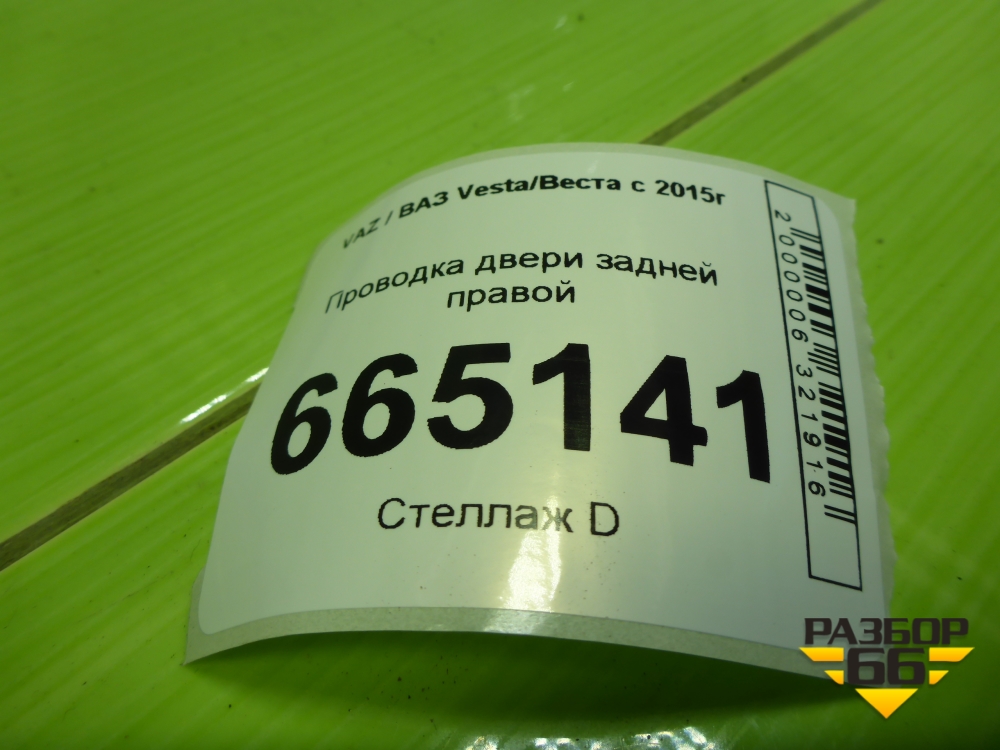 VAZ / ВАЗ Vesta/Веста с 2015г
Проводка двери задней
правой
665141
Стеллаж D
2000006321916
РАЗБОР
66